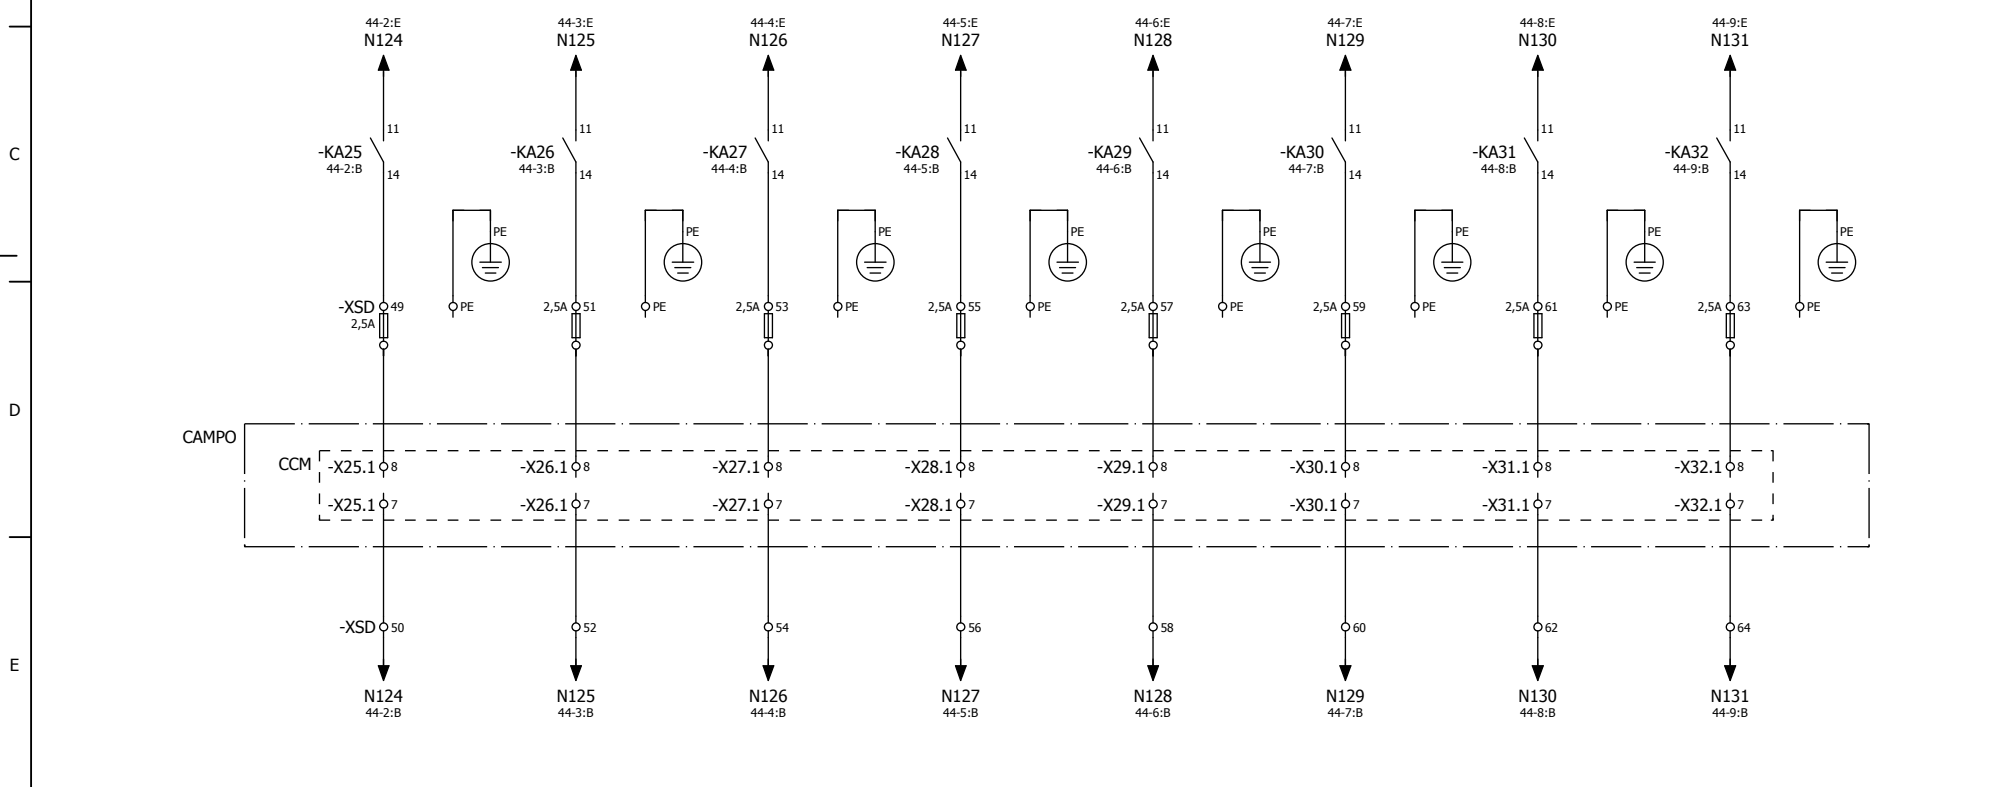 44-2:E 44-3:E 44-4:E 44-5:E 44-6:E 44-7:E 44-8:E 44-9:E
N124 N125 N126 N127 N128 N129 N130 N131
11 11 11 11 11 11 11 11
C -KA25 -KA26 -KA27 -KA28 -KA29 -KA30 -KA31 -KA32
44-2:B 44-3:B 44-4:B 44-5:B 44-6:B 44-7:B 44-8:B 44-9:B
14 14 14 14 14 14 14 14
PE PE PE PE PE PE PE PE
-XSD 49 PE 2,5A 51 PE 2,5A 53 PE 2,5A 55 PE 2,5A 57 PE 2,5A 59 PE 2,5A 61 PE 2,5A 63 PE
2,5A
D
CAMPO
CCM -X25.1 8 -X26.1 8 -X27.1 8 -X28.1 8 -X29.1 8 -X30.1 8 -X31.1 8 -X32.1 8
-X25.1 7 -X26.1 7 -X27.1 7 -X28.1 7 -X29.1 7 -X30.1 7 -X31.1 7 -X32.1 7
-XSD 50 52 54 56 58 60 62 64
E
N124 N125 N126 N127 N128 N129 N130 N131
44-2:B 44-3:B 44-4:B 44-5:B 44-6:B 44-7:B 44-8:B 44-9:B